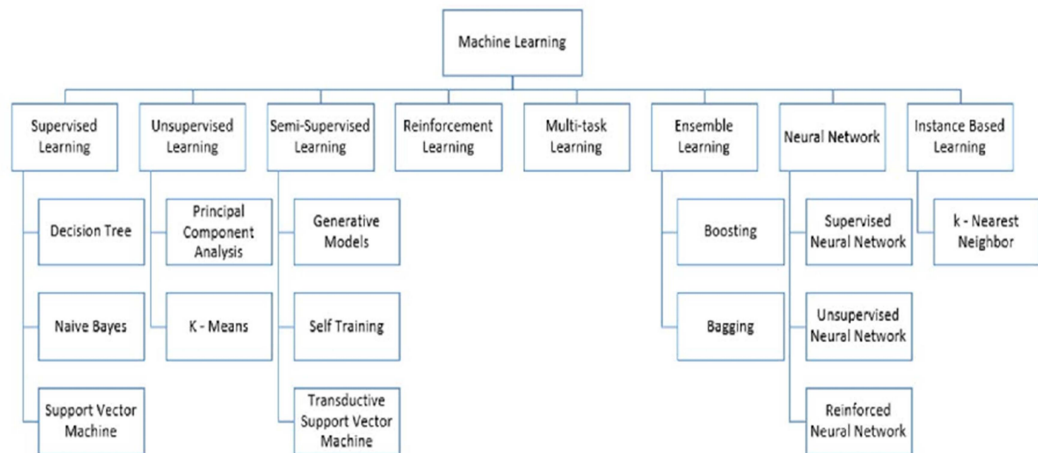 Machine Learning
Supervised
Learning
Unsupervised
Learning
Semi-Supervised
Learning
Reinforcement
Learning
Multi-task
Learning
Ensemble
Learning
Neural Network
Instance Based
Learning
Decision Tree
Naive Bayes
Support Vector
Machine
Principal
Component
Analysis
K - Means
Generative
Models
Self Training
Transductive
Support Vector
Machine
Boosting
Bagging
Supervised
Neural Network
Unsupervised
Neural Network
Reinforced
Neural Network
k - Nearest
Neighbor